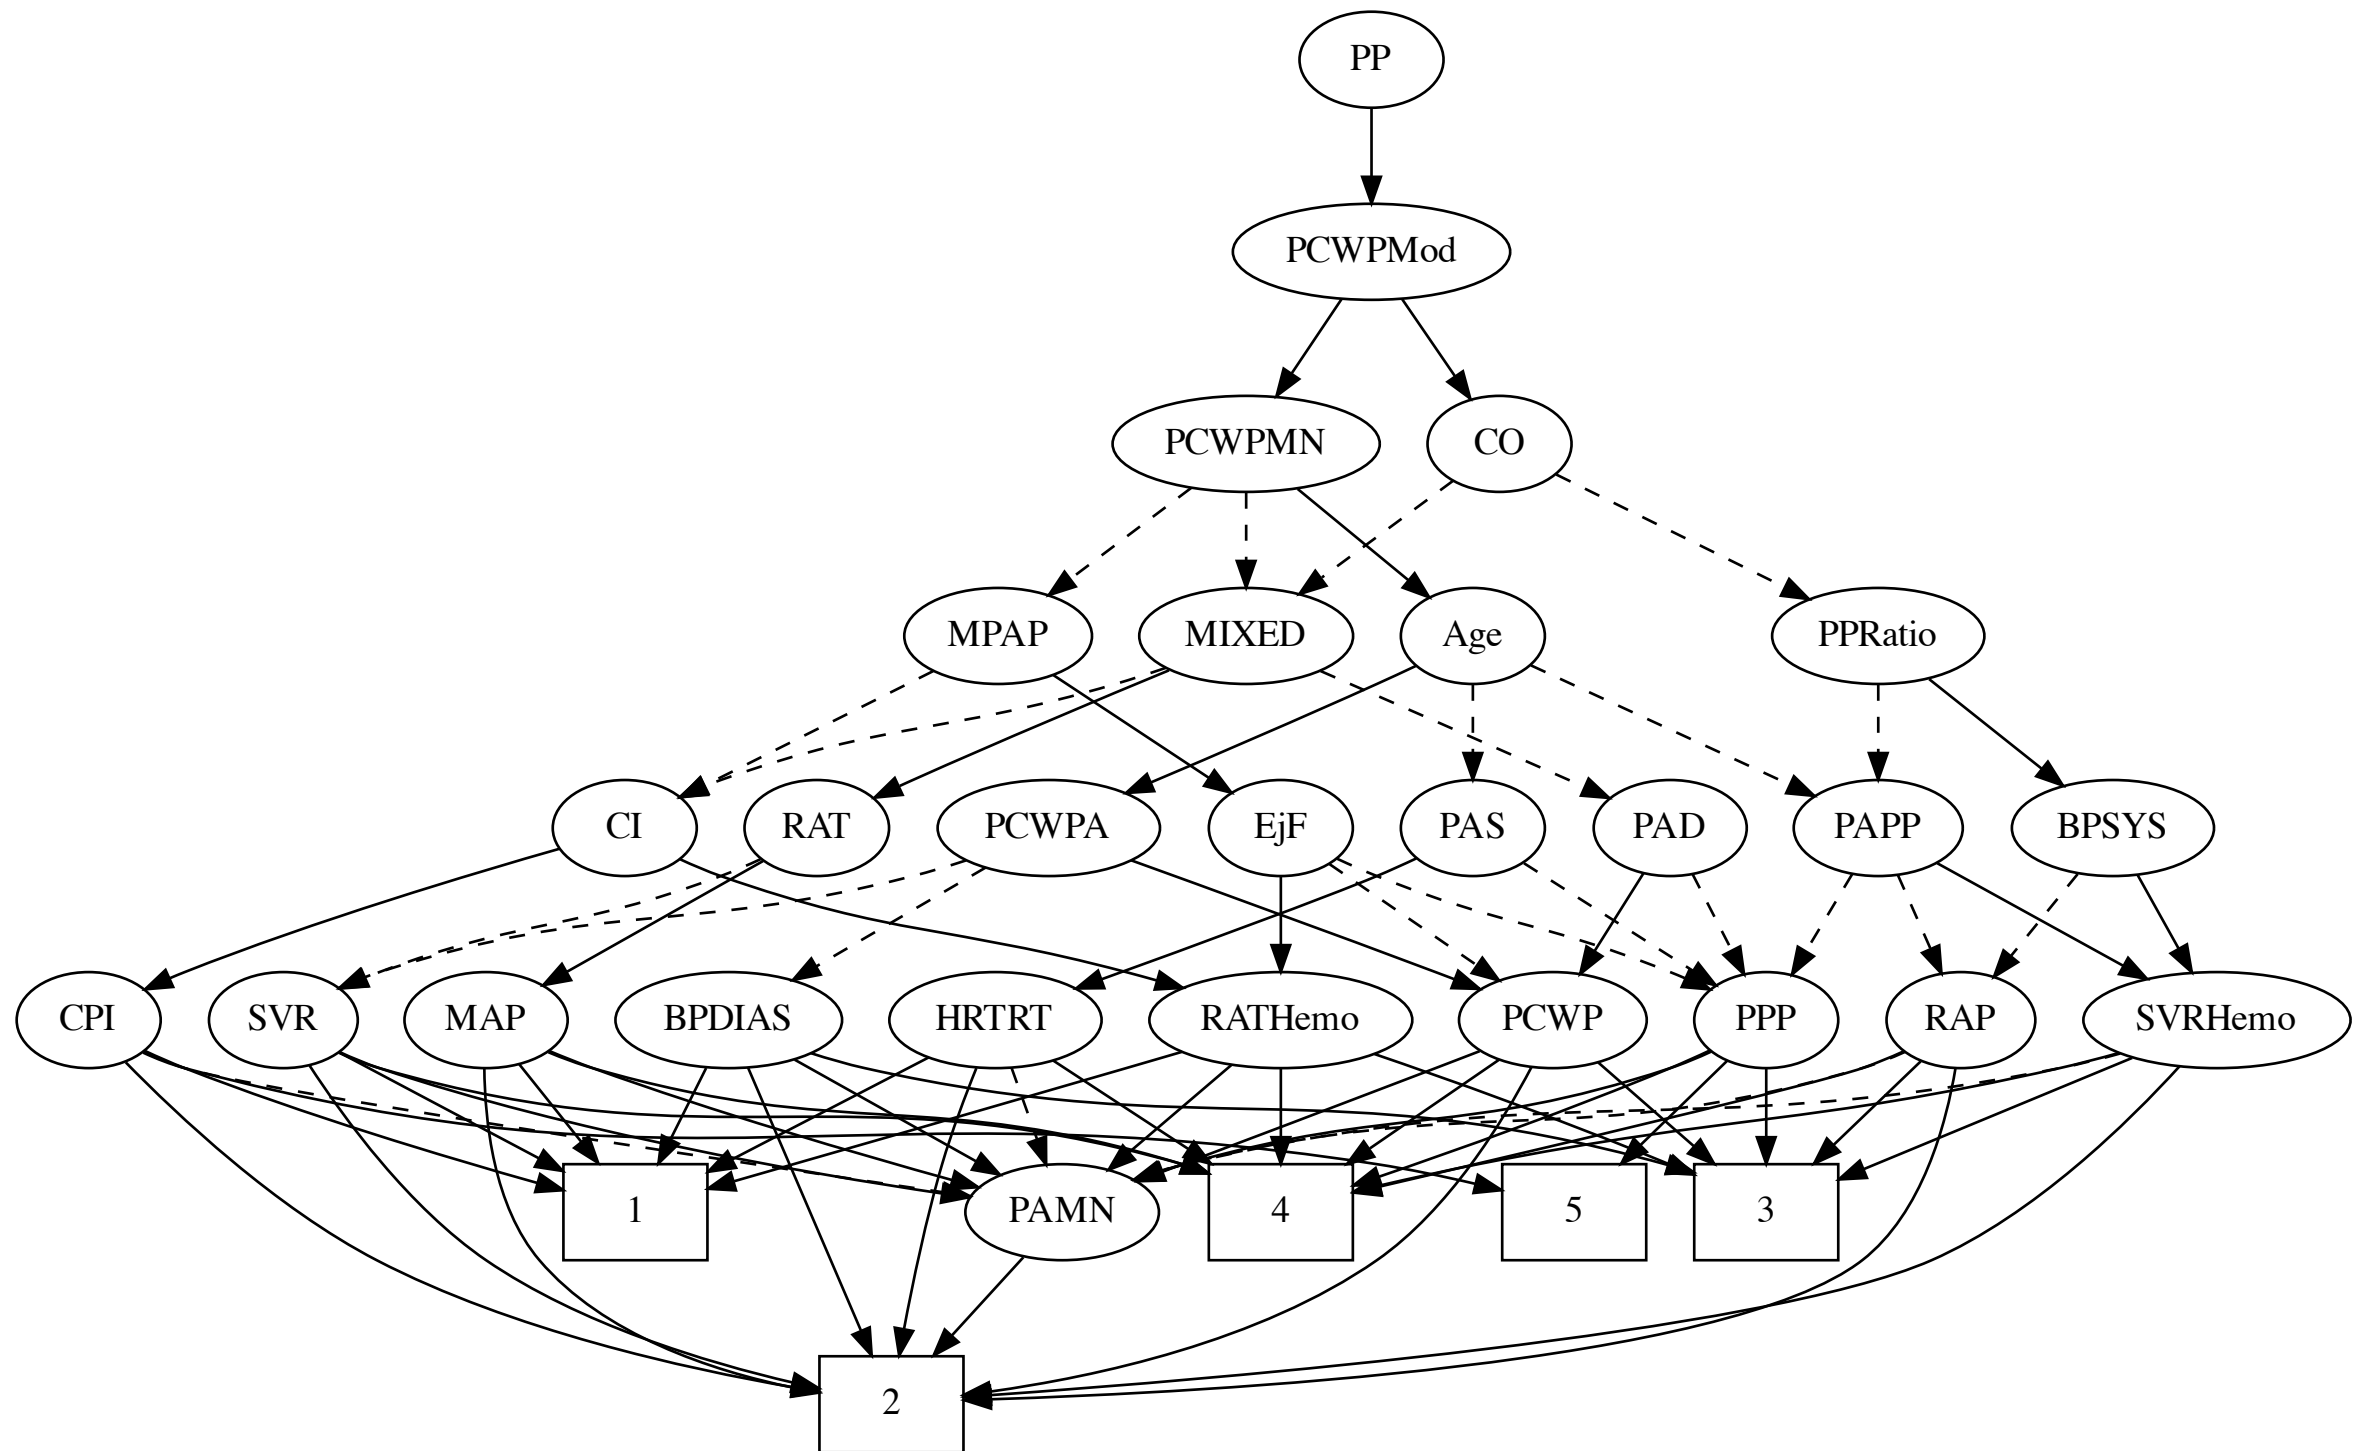 PP
PCWPMod
PCWPMN
CO
MPAP
MIXED
Age
PPRatio
CI
RAT
PCWPA
EjF
PAS
PAD
PAPP
BPSYS
CPI
SVR
MAP
BPDIAS
HRTRT
RATHemo
PCWP
PPP
RAP
SVRHemo
1
PAMN
4
5
3
2